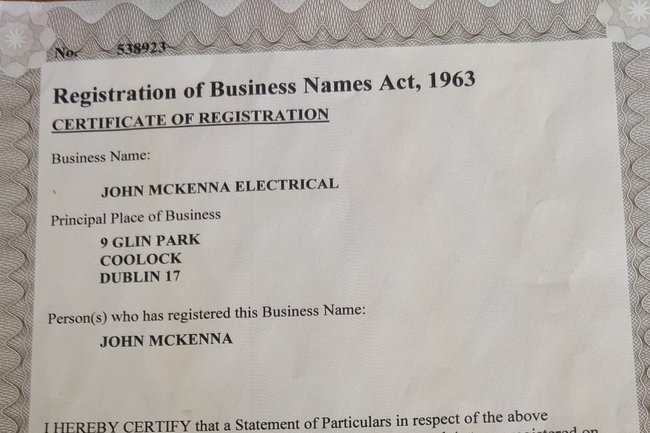 No. 538923
Registration of Business Names Act, 1963
CERTIFICATE OF REGISTRATION
Business Name:
JOHN MCKENNA ELECTRICAL
Principal Place of Business
9 GLIN PARK
COOLOCK
DUBLIN 17
Person(s) who has registered this Business Name:
JOHN MCKENNA
I HEREBY CERTIFY that a Statement of Particulars in respect of the above
registered on